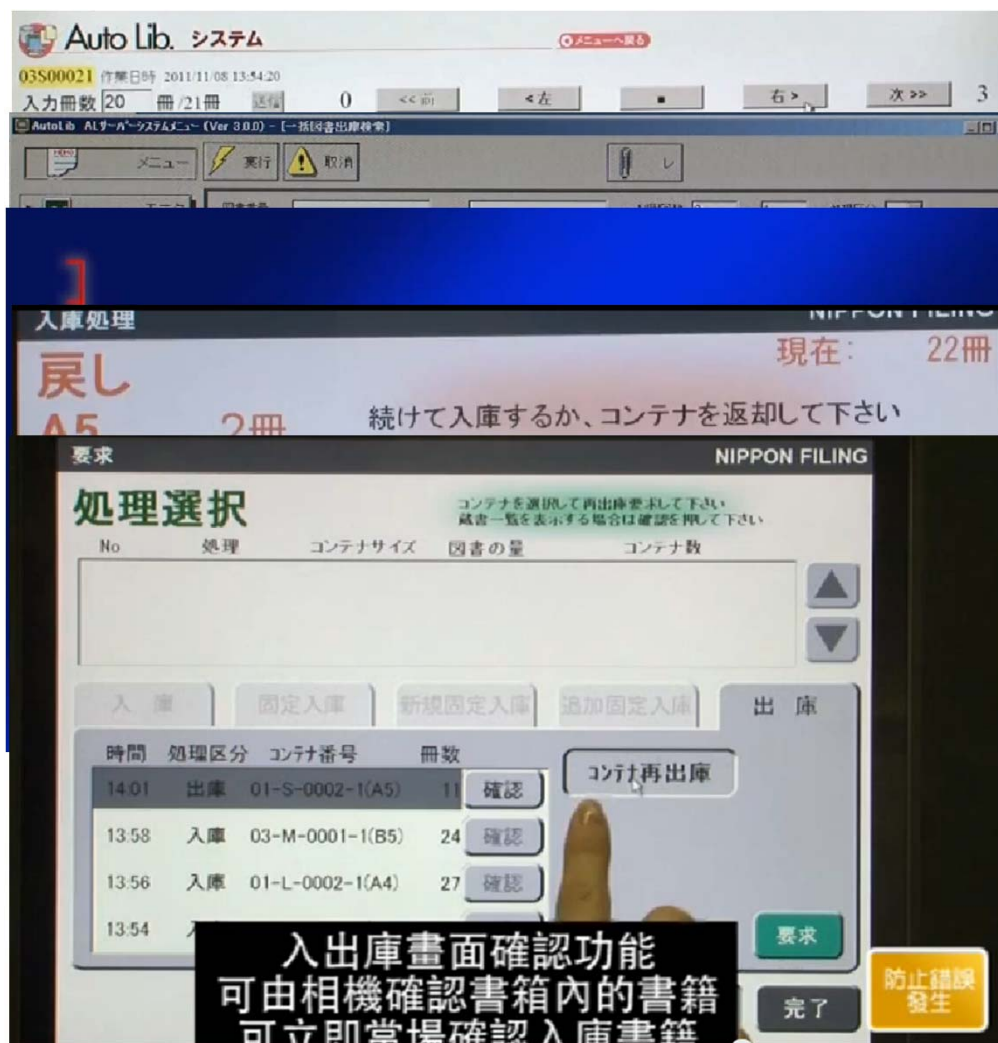 Auto Lib. システム
メニューへ戻る
03S00021 作業日時 2011/11/08 13:54:20
入力冊数 20 冊/21冊 送信 0 << 前 < 左 ■ 右 > 次 >> 3
AutoLib ALサーバーシステムメニュー (Ver 3.0.0) - [一括図書出庫検索]
メニュー 実行 取消 レ
]
入庫処理 NIPPON FILING
戻し 現在: 22冊
A5 2冊 続けて入庫するか、コンテナを返却して下さい
要求 NIPPON FILING
処理選択
コンテナを選択して再出庫要求して下さい
蔵書一覧を表示する場合は確認を押して下さい
No 処理 コンテナサイズ 図書の量 コンテナ数
入庫 固定入庫 新規固定入庫 追加固定入庫 出庫
時間 処理区分 コンテナ番号 冊数
コンテナ再出庫
14:01 出庫 01-S-0002-1(A5) 11 確認
13:58 入庫 03-M-0001-1(B5) 24 確認
13:56 入庫 01-L-0002-1(A4) 27 確認
13:54
要求
入出庫畫面確認功能
可由相機確認書箱內的書籍
可立即當場確認入庫書籍
完了
防止錯誤
發生